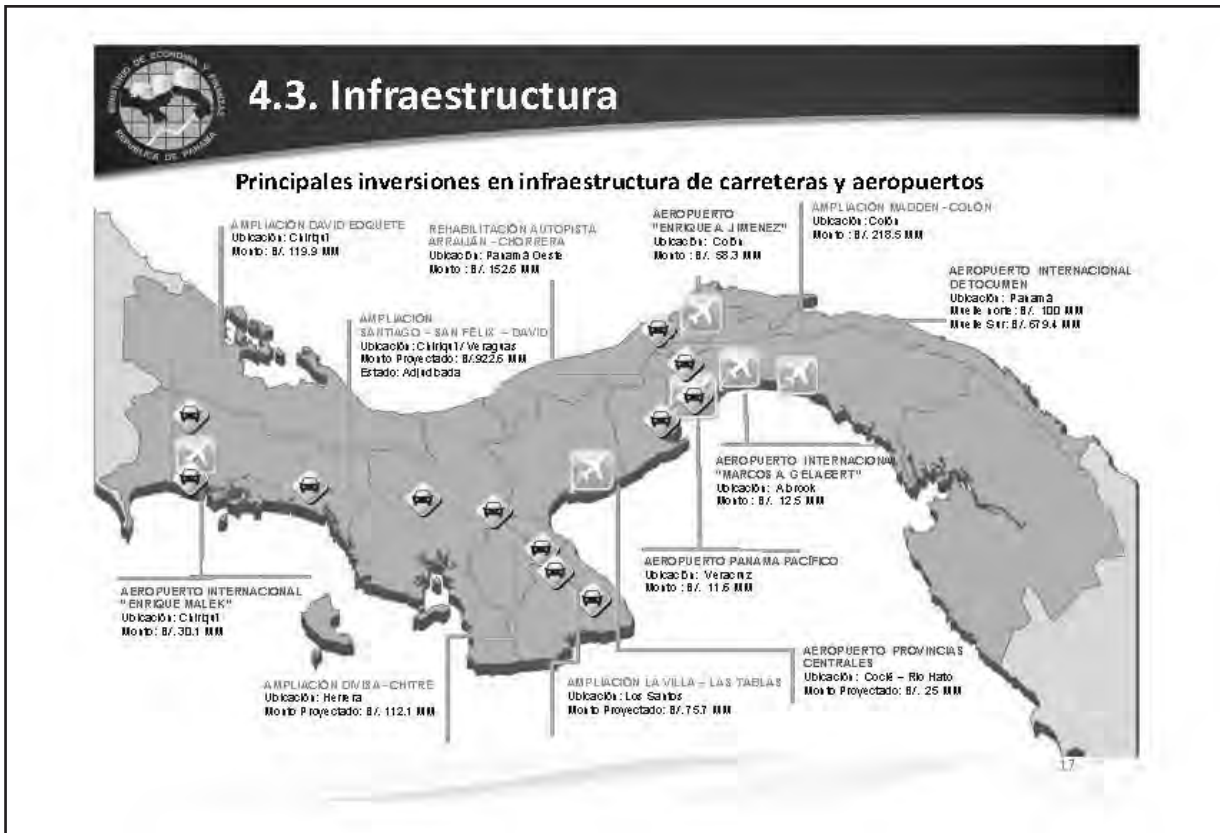 MINISTERIO DE ECONOMIA Y FINANZAS
REPUBLICA DE PANAMA
4.3. Infraestructura
Principales inversiones en infraestructura de carreteras y aeropuertos
AMPLIACIÓN DAVID BOQUETE
Ubicación: Chiriquí
Monto: B/. 119.9 MM
REHABILITACIÓN AUTOPISTA
ARRAIJÁN - CHORRERA
Ubicación: Panamá Oeste
Monto : B/. 152.6 MM
AEROPUERTO
"ENRIQUE A. JIMENEZ"
Ubicación: Colón
Monto : B/. 58.3 MM
AMPLIACIÓN MADDEN -COLÓN
Ubicación: Colón
Monto : B/. 218.5 MM
AEROPUERTO INTERNACIONAL
DE TOCUMEN
Ubicación: Panamá
Muelle norte: B/. 100 MM
Muelle Sur: B/. 679.4 MM
AMPLIACIÓN
SANTIAGO - SAN FÉLIX - DAVID
Ubicación: Chiriquí/ Veraguas
Monto Proyectado: B/.922.6 MM
Estado: Adjudicada
AEROPUERTO INTERNACIONAL
"MARCOS A. GELABERT"
Ubicación: Albrook
Monto : B/. 12.5 MM
AEROPUERTO PANAMA PACÍFICO
Ubicación: Veracruz
Monto : B/. 11.6 MM
AEROPUERTO INTERNACIONAL
"ENRIQUE MALEK"
Ubicación: Chiriquí
Monto: B/. 30.1 MM
AMPLIACIÓN DIVISA -CHITRE
Ubicación: Herrera
Monto Proyectado: B/. 112.1 MM
AMPLIACIÓN LA VILLA - LAS TABLAS
Ubicación: Los Santos
Monto Proyectado: B/.75.7 MM
AEROPUERTO PROVINCIAS
CENTRALES
Ubicación : Coclé - Rio Hato
Monto Proyectado: B/. 25 MM
17